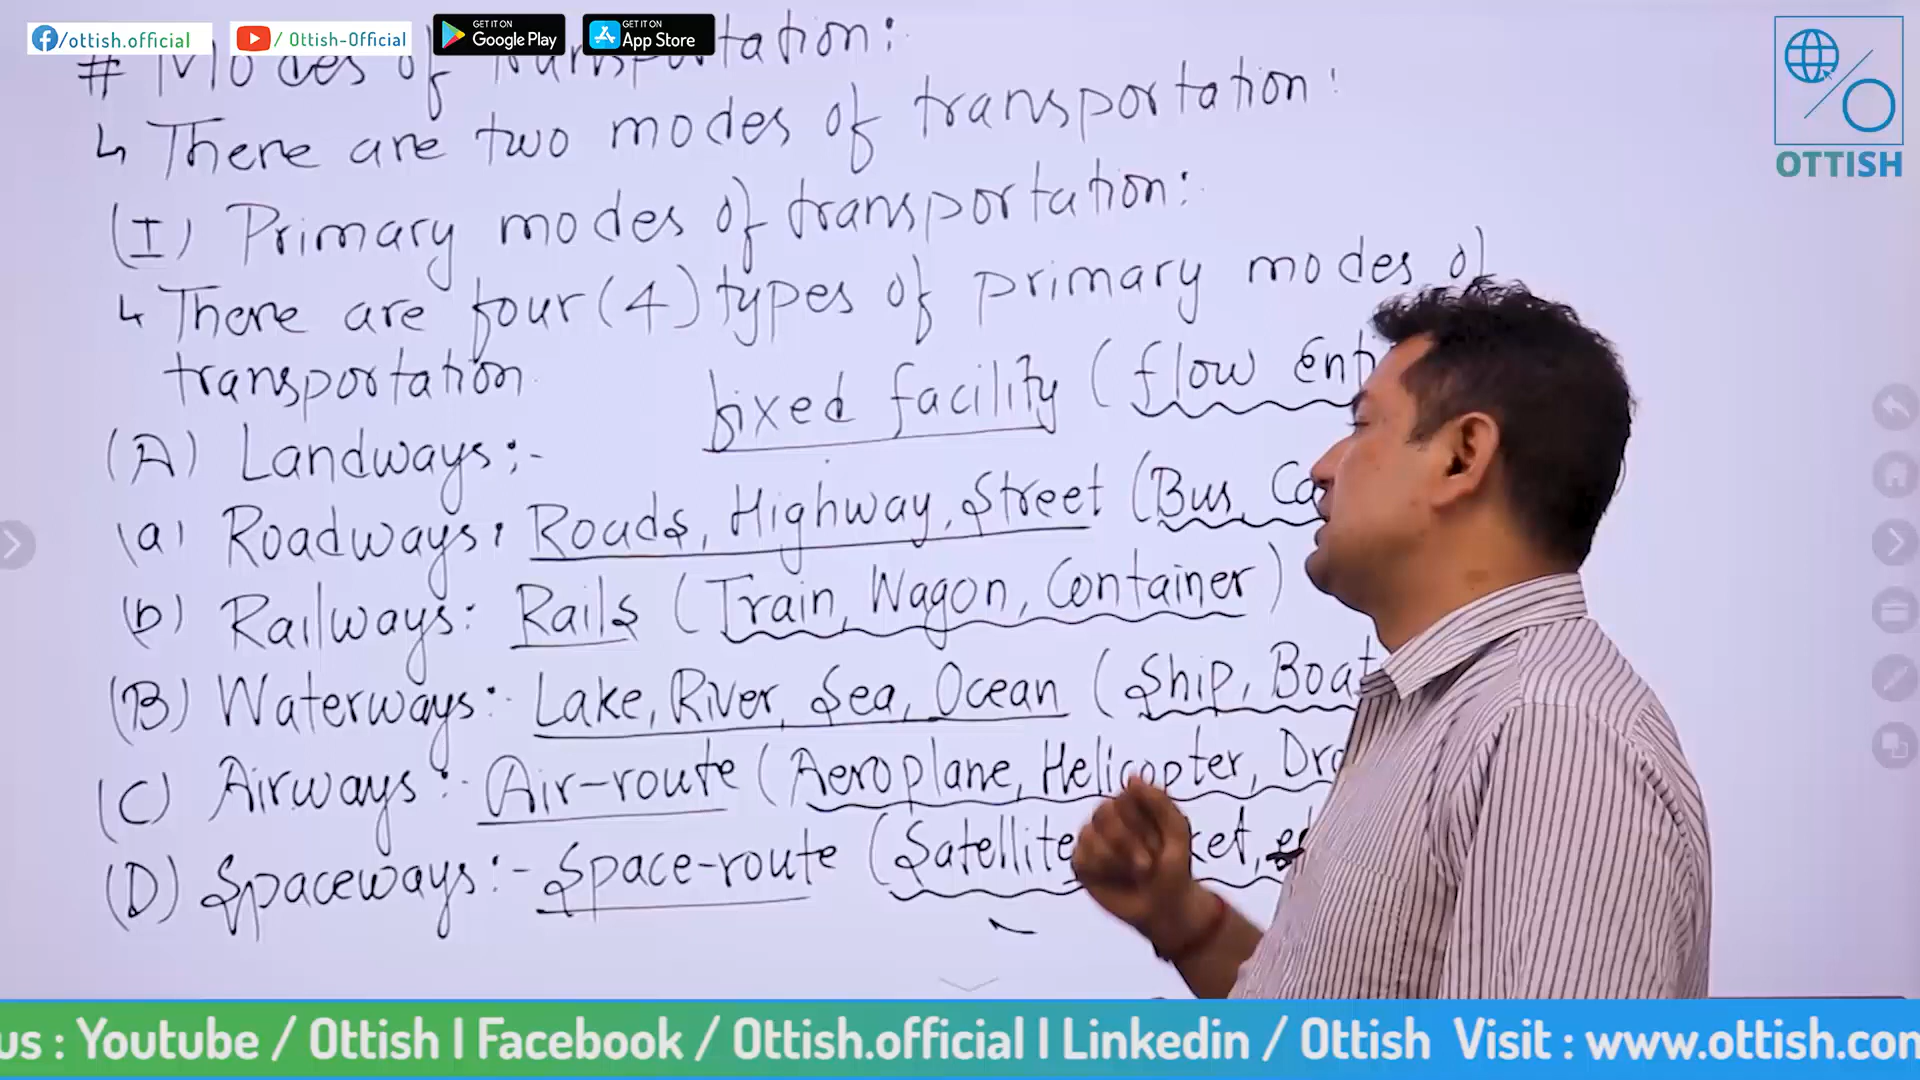 /ottish.official / Ottish-Official GET IT ON Google Play GET IT ON App Store
# Modes of transportation:
↳ There are two modes of transportation:
(I) Primary modes of transportation:
↳ There are four (4) types of primary modes of
transportation
fixed facility (flow
(A) Landways:-
(a) Roadways: Roads, Highway, Street (Bus,
(b) Railways: Rails (Train, Wagon, Container)
(B) Waterways:- Lake, River, Sea, Ocean (Ship, Boat
(C) Airways:- Air-route (Aeroplane, Helicopter,
(D) Spaceways:- Space-route (Satellite
OTTISH
us : Youtube / Ottish I Facebook / Ottish.official I Linkedin / Ottish Visit : www.ottish.com